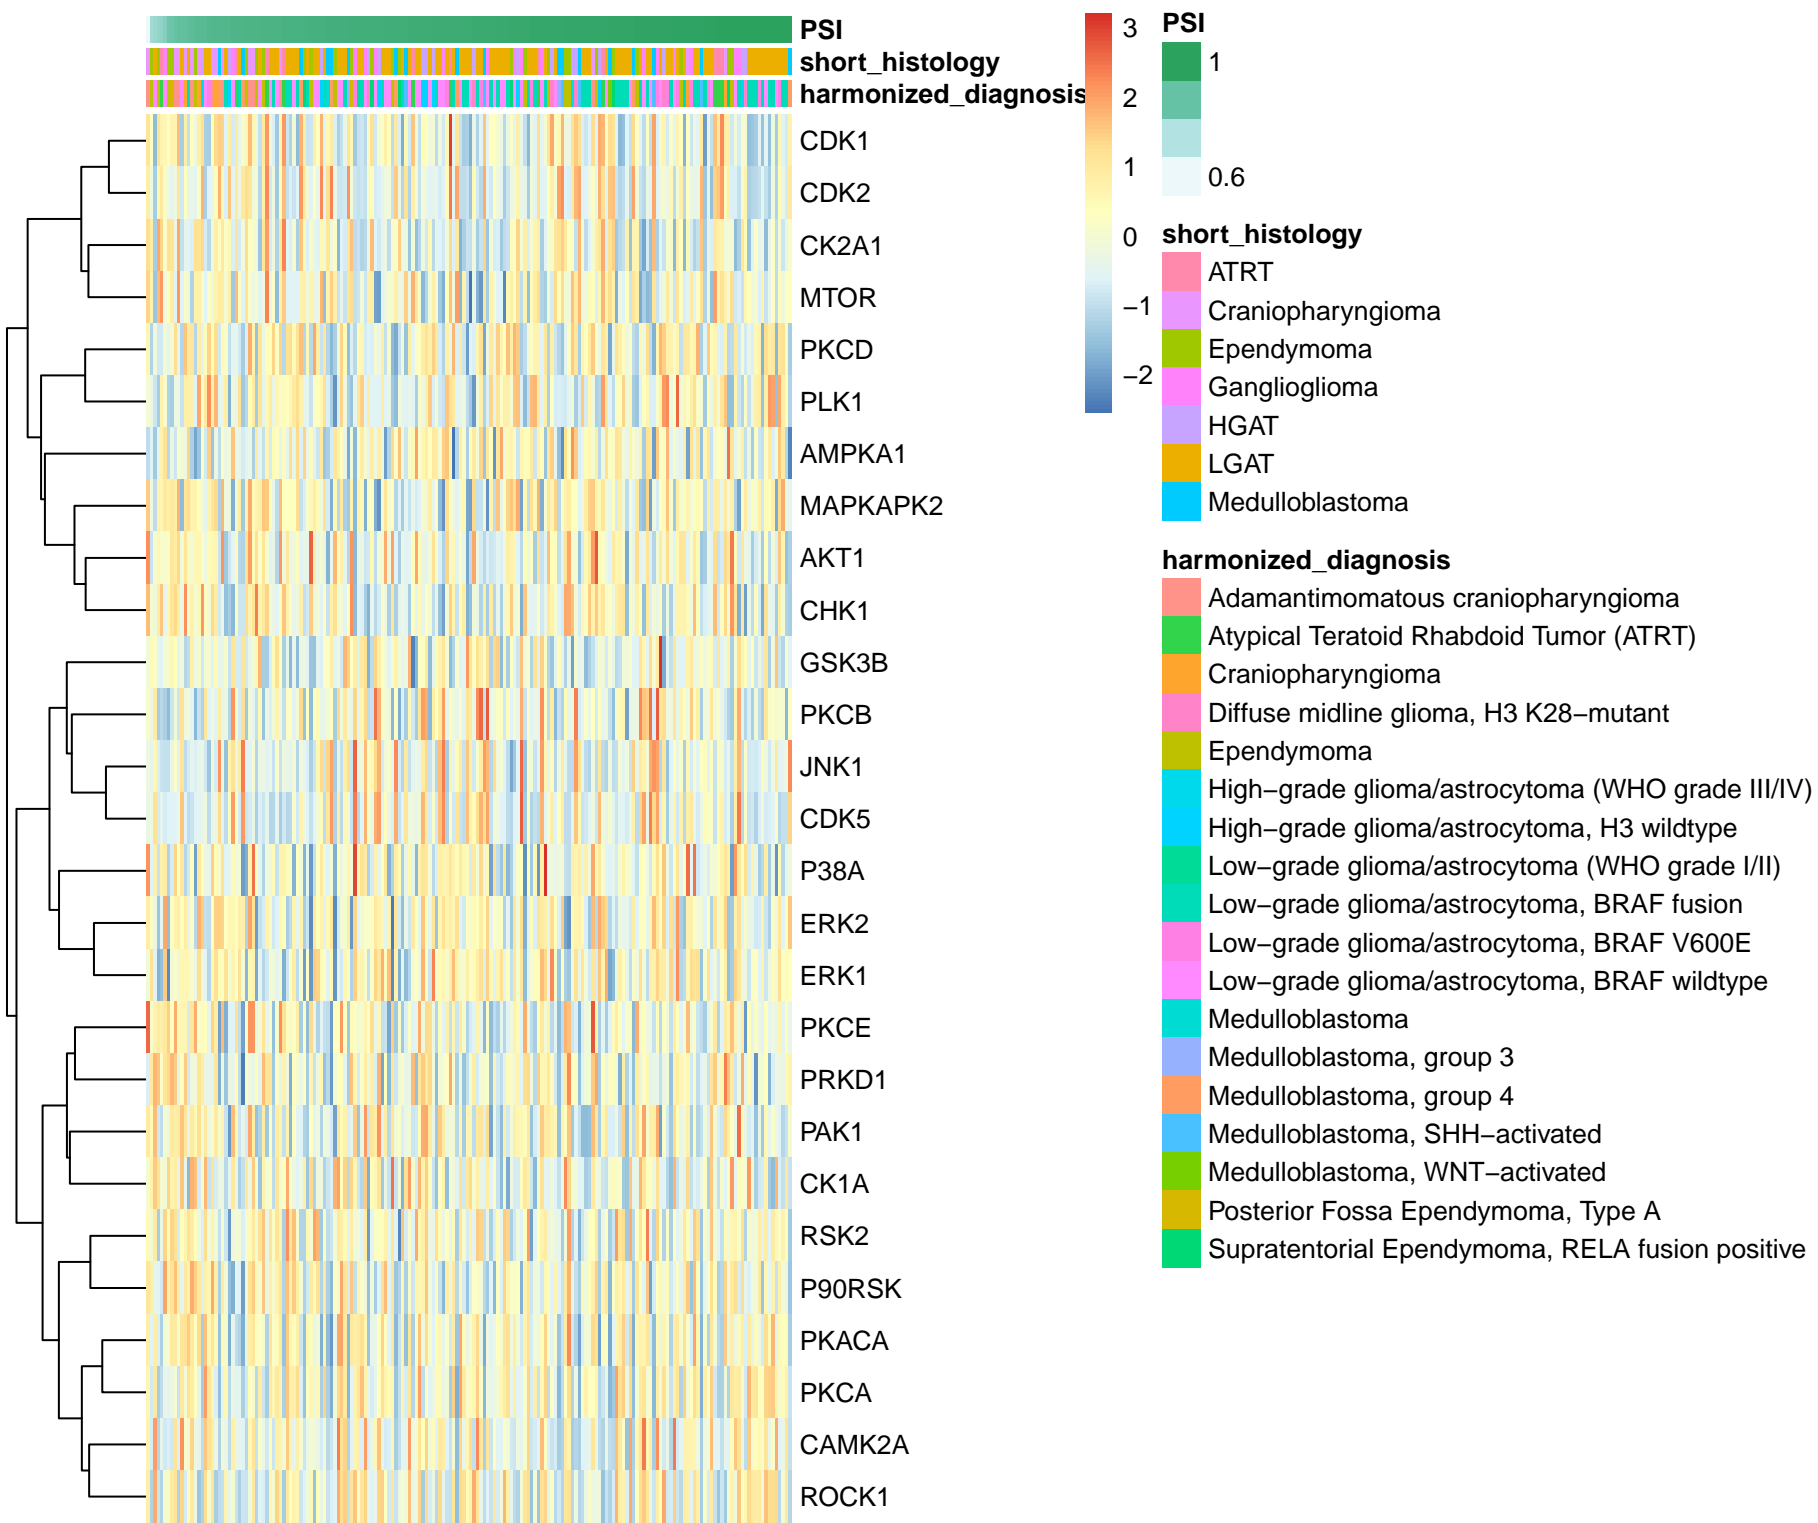 PSI
short_histology
harmonized_diagnosis
CDK1
CDK2
CK2A1
MTOR
PKCD
PLK1
AMPKA1
MAPKAPK2
AKT1
CHK1
GSK3B
PKCB
JNK1
CDK5
P38A
ERK2
ERK1
PKCE
PRKD1
PAK1
CK1A
RSK2
P90RSK
PKACA
PKCA
CAMK2A
ROCK1
3
2
1
0
−1
−2
PSI
1
0.6
short_histology
ATRT
Craniopharyngioma
Ependymoma
Ganglioglioma
HGAT
LGAT
Medulloblastoma
harmonized_diagnosis
Adamantimomatous craniopharyngioma
Atypical Teratoid Rhabdoid Tumor (ATRT)
Craniopharyngioma
Diffuse midline glioma, H3 K28−mutant
Ependymoma
High−grade glioma/astrocytoma (WHO grade III/IV)
High−grade glioma/astrocytoma, H3 wildtype
Low−grade glioma/astrocytoma (WHO grade I/II)
Low−grade glioma/astrocytoma, BRAF fusion
Low−grade glioma/astrocytoma, BRAF V600E
Low−grade glioma/astrocytoma, BRAF wildtype
Medulloblastoma
Medulloblastoma, group 3
Medulloblastoma, group 4
Medulloblastoma, SHH−activated
Medulloblastoma, WNT−activated
Posterior Fossa Ependymoma, Type A
Supratentorial Ependymoma, RELA fusion positive